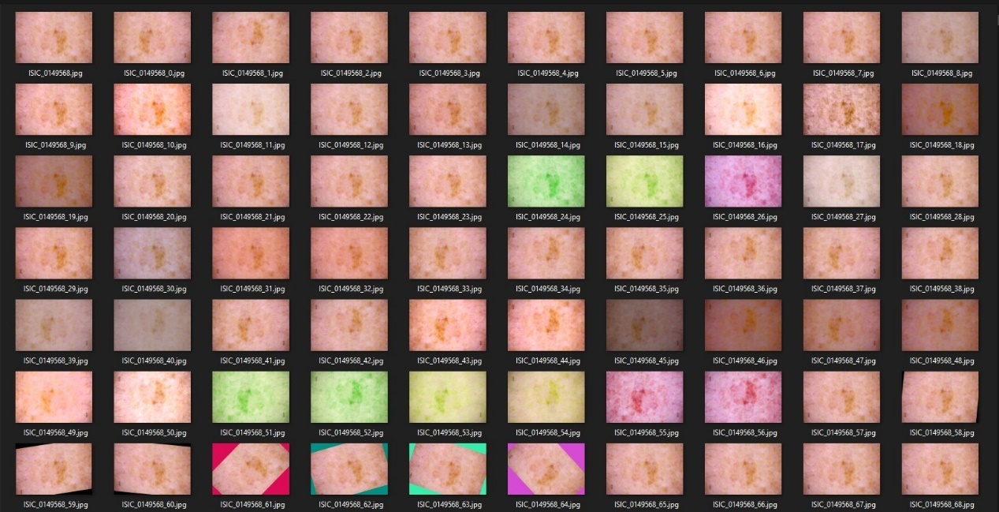 ISIC_0149568.jpg ISIC_0149568_0.jpg ISIC_0149568_1.jpg ISIC_0149568_2.jpg ISIC_0149568_3.jpg ISIC_0149568_4.jpg ISIC_0149568_5.jpg ISIC_0149568_6.jpg ISIC_0149568_7.jpg ISIC_0149568_8.jpg
ISIC_0149568_9.jpg ISIC_0149568_10.jpg ISIC_0149568_11.jpg ISIC_0149568_12.jpg ISIC_0149568_13.jpg ISIC_0149568_14.jpg ISIC_0149568_15.jpg ISIC_0149568_16.jpg ISIC_0149568_17.jpg ISIC_0149568_18.jpg
ISIC_0149568_19.jpg ISIC_0149568_20.jpg ISIC_0149568_21.jpg ISIC_0149568_22.jpg ISIC_0149568_23.jpg ISIC_0149568_24.jpg ISIC_0149568_25.jpg ISIC_0149568_26.jpg ISIC_0149568_27.jpg ISIC_0149568_28.jpg
ISIC_0149568_29.jpg ISIC_0149568_30.jpg ISIC_0149568_31.jpg ISIC_0149568_32.jpg ISIC_0149568_33.jpg ISIC_0149568_34.jpg ISIC_0149568_35.jpg ISIC_0149568_36.jpg ISIC_0149568_37.jpg ISIC_0149568_38.jpg
ISIC_0149568_39.jpg ISIC_0149568_40.jpg ISIC_0149568_41.jpg ISIC_0149568_42.jpg ISIC_0149568_43.jpg ISIC_0149568_44.jpg ISIC_0149568_45.jpg ISIC_0149568_46.jpg ISIC_0149568_47.jpg ISIC_0149568_48.jpg
ISIC_0149568_49.jpg ISIC_0149568_50.jpg ISIC_0149568_51.jpg ISIC_0149568_52.jpg ISIC_0149568_53.jpg ISIC_0149568_54.jpg ISIC_0149568_55.jpg ISIC_0149568_56.jpg ISIC_0149568_57.jpg ISIC_0149568_58.jpg
ISIC_0149568_59.jpg ISIC_0149568_60.jpg ISIC_0149568_61.jpg ISIC_0149568_62.jpg ISIC_0149568_63.jpg ISIC_0149568_64.jpg ISIC_0149568_65.jpg ISIC_0149568_66.jpg ISIC_0149568_67.jpg ISIC_0149568_68.jpg